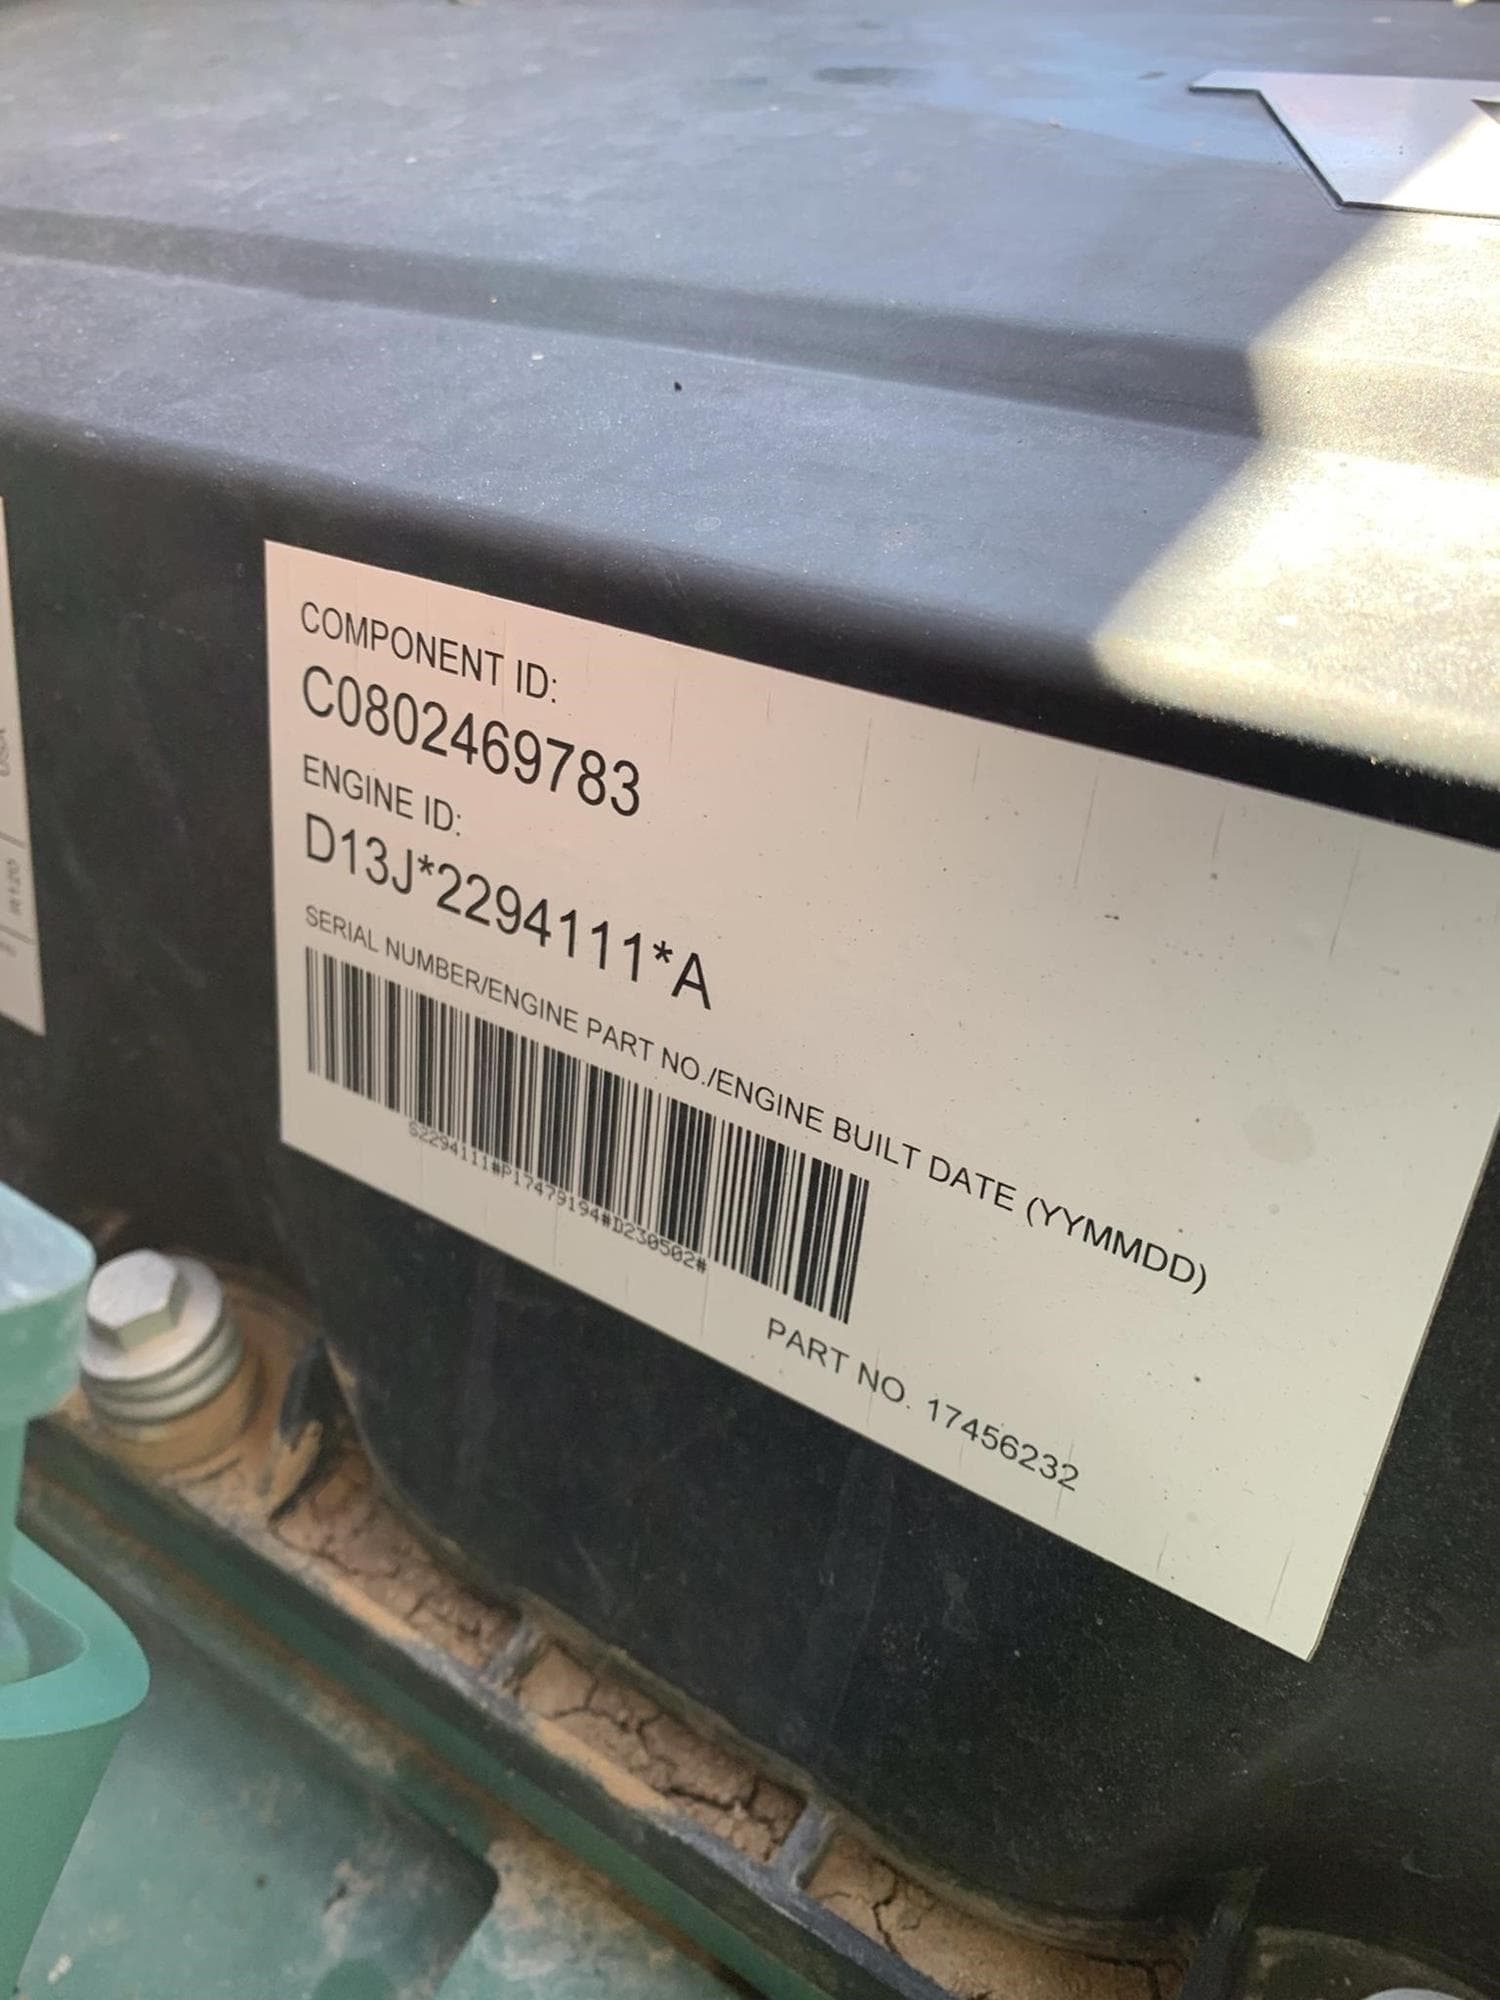 COMPONENT ID:
C0802469783
ENGINE ID:
D13J*2294111*A
SERIAL NUMBER/ENGINE PART NO./ENGINE BUILT DATE (YYMMDD)
S2294111#P17479194#D230502#
PART NO. 17456232
USA